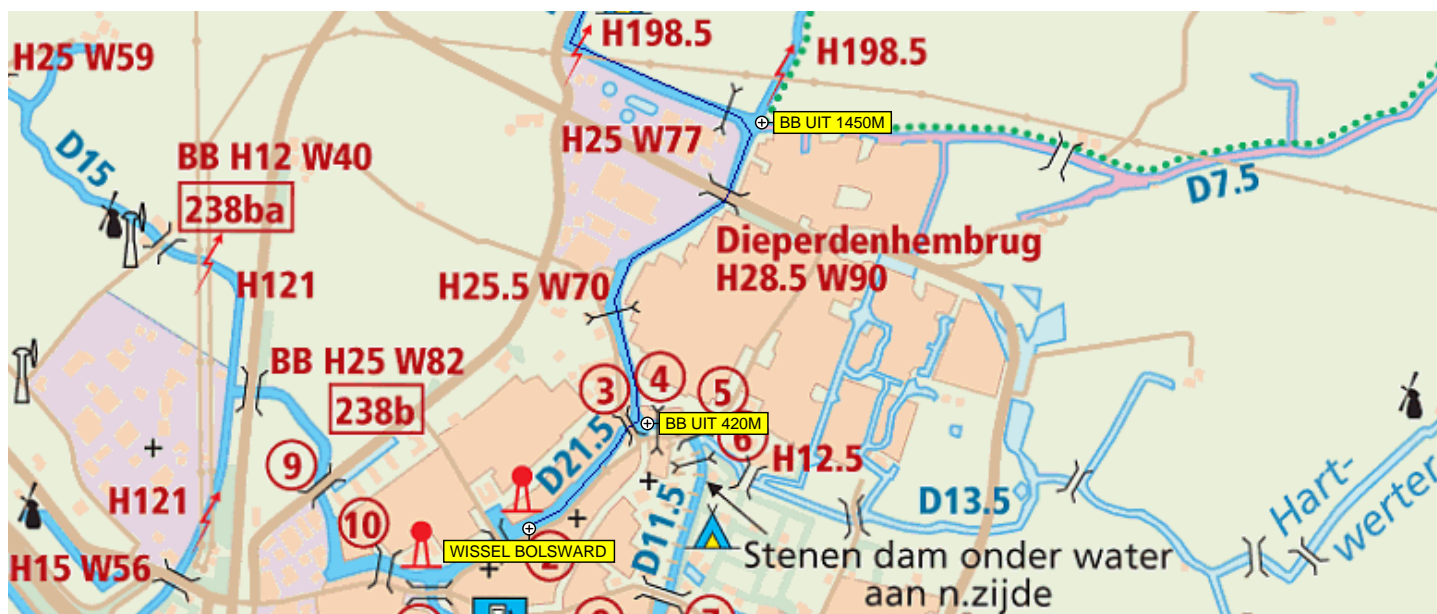 H198.5
H25 W59
H198.5
BB UIT 1450M
H25 W77
D15
BB H12 W40
238ba
D7.5
Dieperdenhembrug
H28.5 W90
H121
H25.5 W70
BB H25 W82
238b
3
4
5
BB UIT 420M
6
D21.5
H12.5
9
H121
D11.5
D13.5
Hart-
werter
10
WISSEL BOLSWARD
2
Stenen dam onder water
aan n.zijde
H15 W56
7